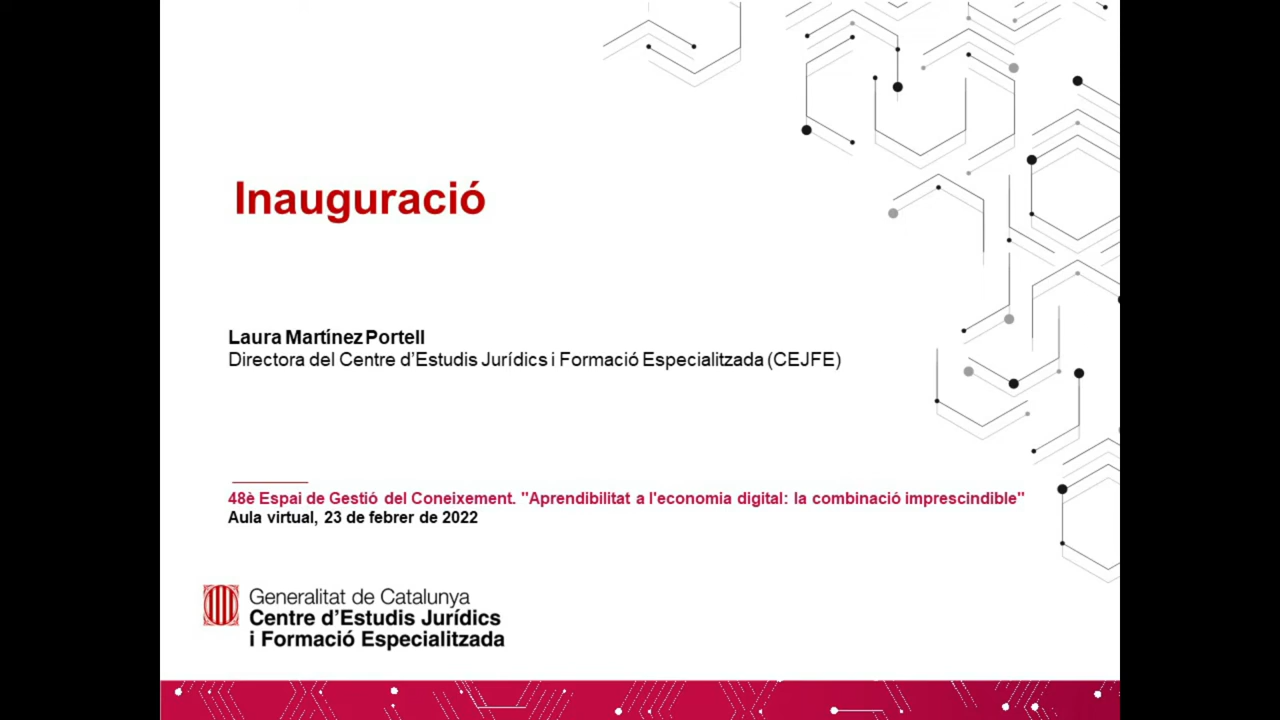 Inauguració
Laura Martínez Portell
Directora del Centre d'Estudis Jurídics i Formació Especialitzada (CEJFE)
48è Espai de Gestió del Coneixement. "Aprendibilitat a l'economia digital: la combinació imprescindible"
Aula virtual, 23 de febrer de 2022
Generalitat de Catalunya
Centre d'Estudis Jurídics
i Formació Especialitzada